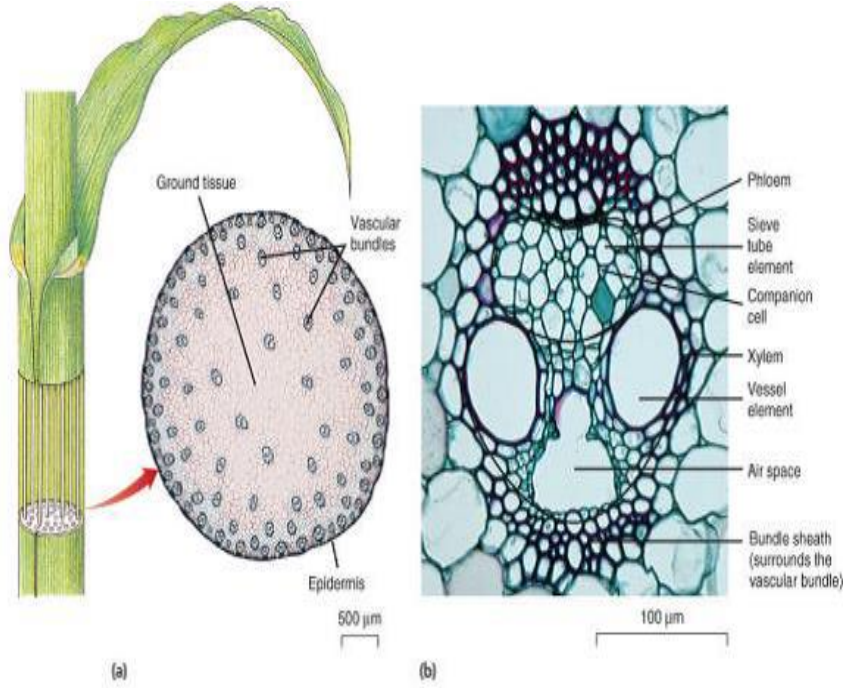 Ground tissue
Vascular
bundles
Epidermis
500 µm
(a)
Phloem
Sieve
tube
element
Companion
cell
Xylem
Vessel
element
Air space
Bundle sheath
(surrounds the
vascular bundle)
100 µm
(b)